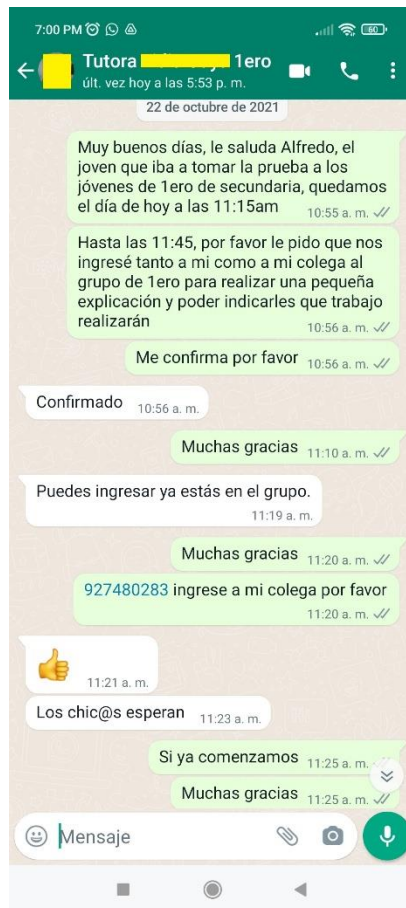 7:00 PM
60
Tutora 1ero
últ. vez hoy a las 5:53 p. m.
22 de octubre de 2021
Muy buenos días, le saluda Alfredo, el
joven que iba a tomar la prueba a los
jóvenes de 1ero de secundaria, quedamos
el día de hoy a las 11:15am
10:55 a. m.
Hasta las 11:45, por favor le pido que nos
ingresé tanto a mi como a mi colega al
grupo de 1ero para realizar una pequeña
explicación y poder indicarles que trabajo
realizarán
10:56 a. m.
Me confirma por favor 10:56 a. m.
Confirmado 10:56 a. m.
Muchas gracias 11:10 a. m.
Puedes ingresar ya estás en el grupo.
11:19 a. m.
Muchas gracias 11:20 a. m.
927480283 ingrese a mi colega por favor
11:20 a. m.
11:21 a. m.
Los chic@s esperan 11:23 a. m.
Si ya comenzamos 11:25 a. m.
Muchas gracias 11:25 a. m.
Mensaje